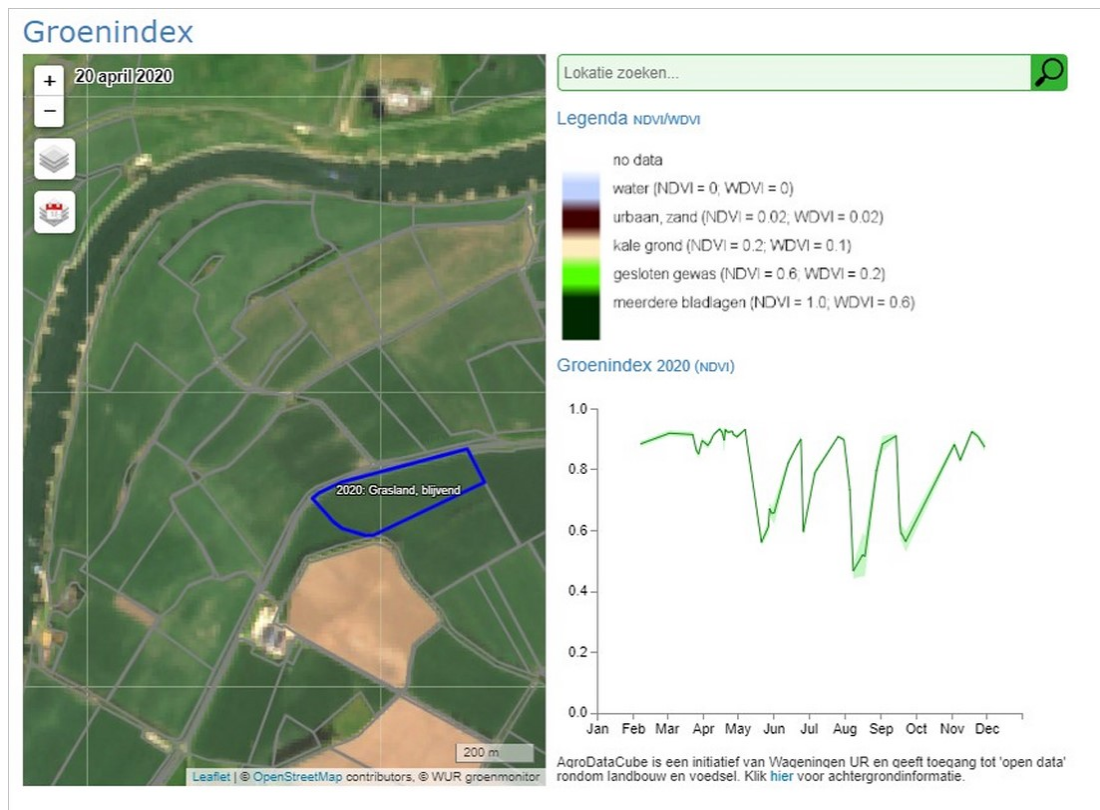 Groenindex
+
20 april 2020
−
2020: Grasland, blijvend
200 m
Leaflet | © OpenStreetMap contributors, © WUR groenmonitor
Lokatie zoeken...
Legenda NDVI/WDVI
no data
water (NDVI = 0; WDVI = 0)
urbaan, zand (NDVI = 0.02; WDVI = 0.02)
kale grond (NDVI = 0.2; WDVI = 0.1)
gesloten gewas (NDVI = 0.6; WDVI = 0.2)
meerdere bladlagen (NDVI = 1.0; WDVI = 0.6)
Groenindex 2020 (NDVI)
1.0
0.8
0.6
0.4
0.2
0.0
Jan Feb Mar Apr May Jun Jul Aug Sep Oct Nov Dec
AgroDataCube is een initiatief van Wageningen UR en geeft toegang tot 'open data'
rondom landbouw en voedsel. Klik hier voor achtergrondinformatie.